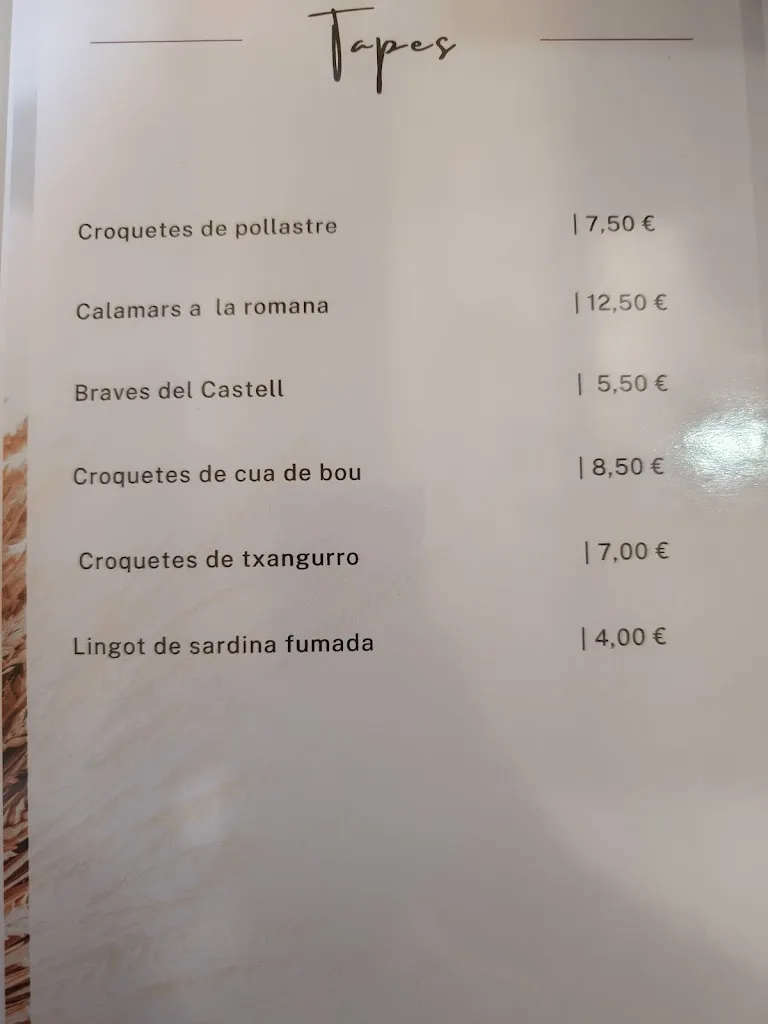 Tapes
Croquetes de pollastre | 7,50 €
Calamars a la romana | 12,50 €
Braves del Castell | 5,50 €
Croquetes de cua de bou | 8,50 €
Croquetes de txangurro | 7,00 €
Lingot de sardina fumada | 4,00 €